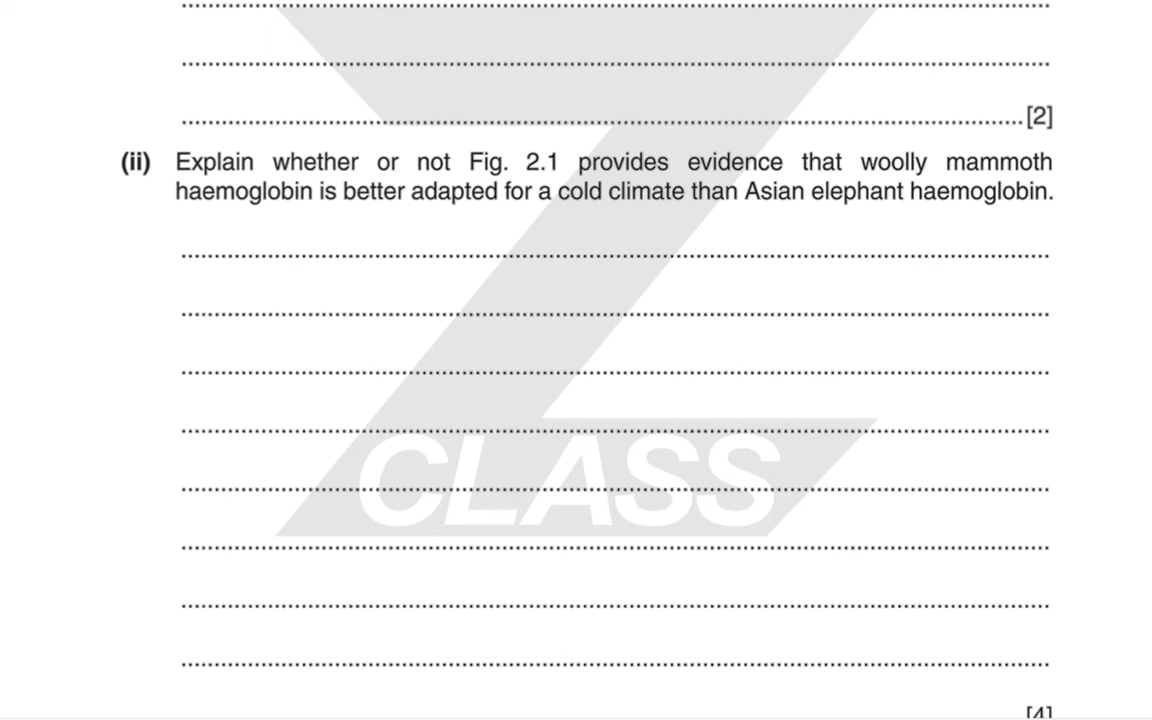 [2]
(ii) Explain whether or not Fig. 2.1 provides evidence that woolly mammoth
haemoglobin is better adapted for a cold climate than Asian elephant haemoglobin.
CLASS
[4]